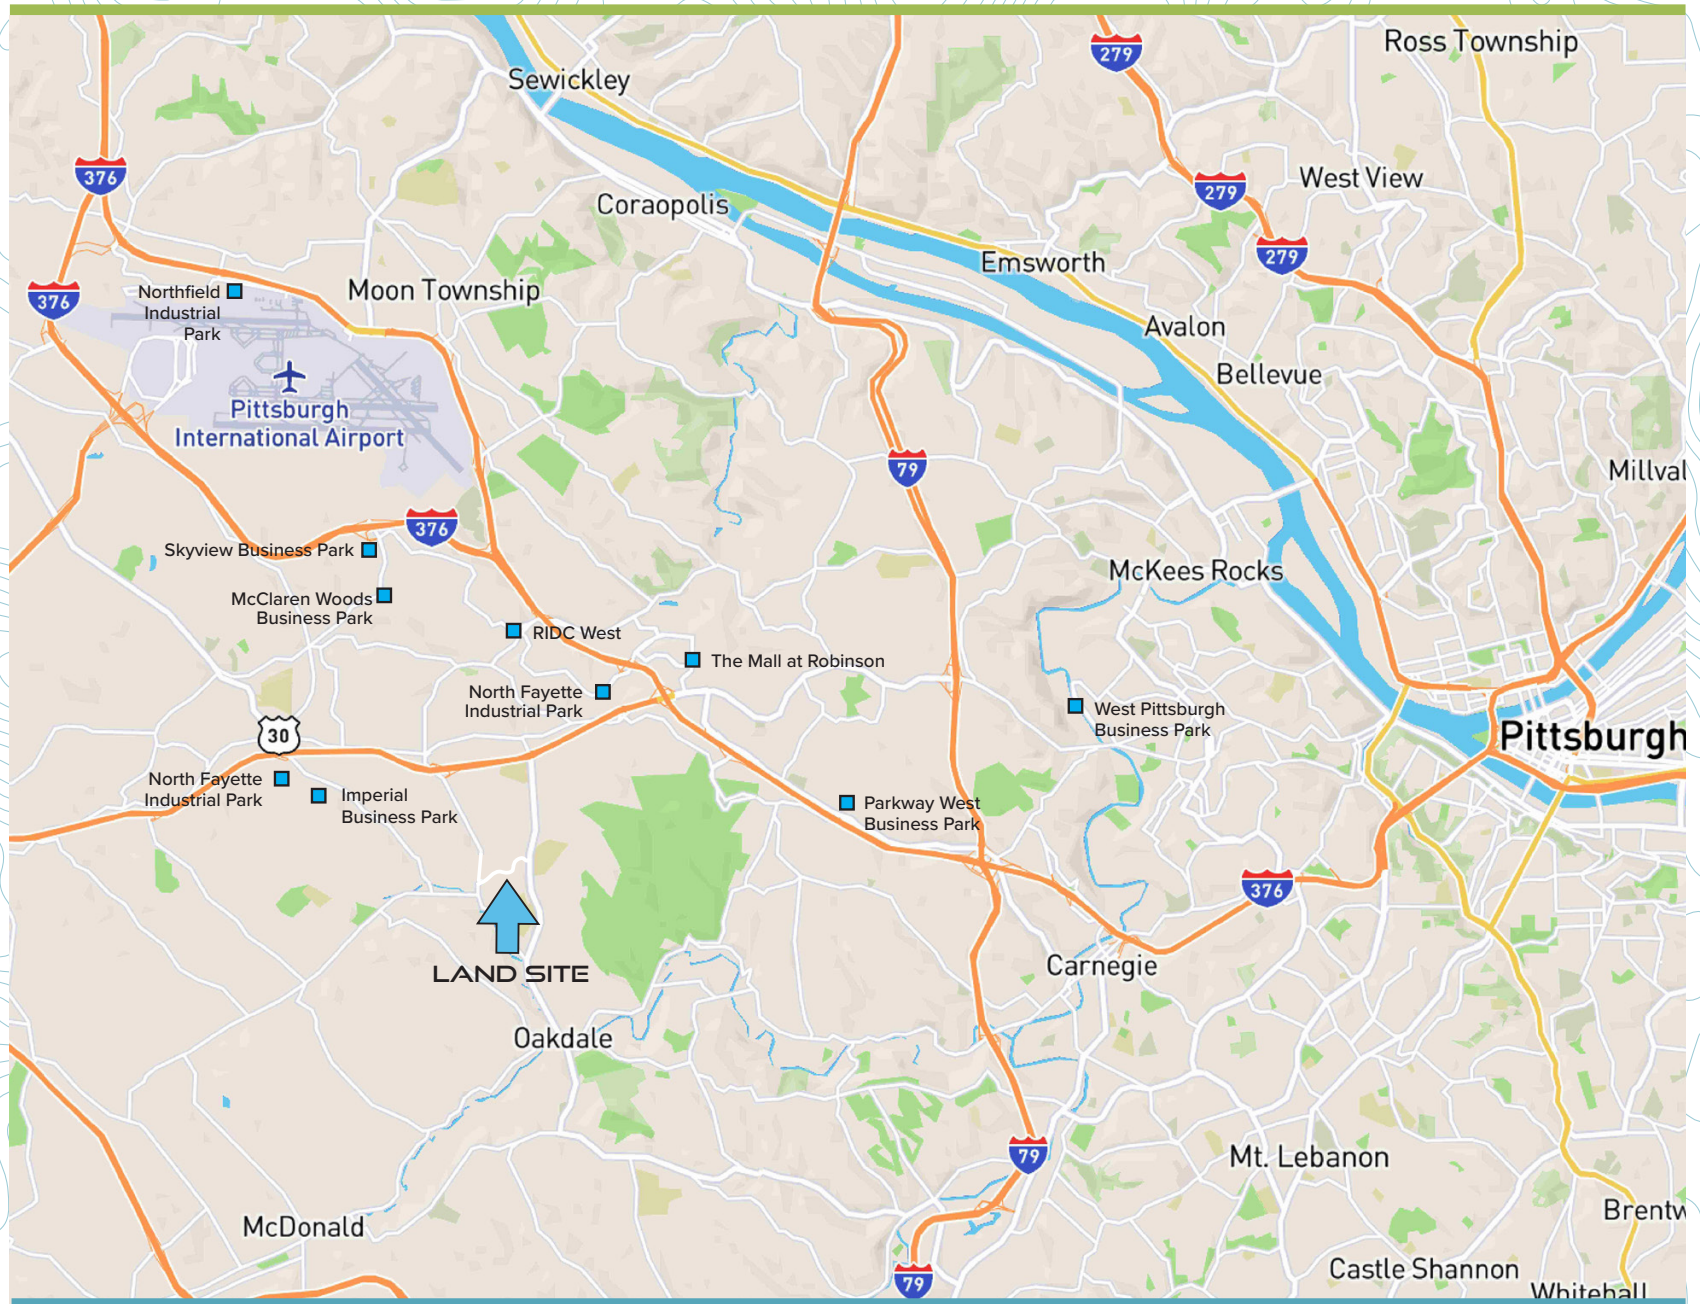 Ross Township
279
Sewickley
376
West View
279
Coraopolis
279
Emsworth
376
Northfield
Industrial
Park
Moon Township
Avalon
Bellevue
Pittsburgh
International Airport
79
Millval
376
Skyview Business Park
McKees Rocks
McClaren Woods
Business Park
RIDC West
The Mall at Robinson
North Fayette
Industrial Park
West Pittsburgh
Business Park
30
Pittsburgh
North Fayette
Industrial Park
Imperial
Business Park
Parkway West
Business Park
376
LAND SITE
Carnegie
Oakdale
79
Mt. Lebanon
McDonald
Brentw
Castle Shannon
79
Whitehall